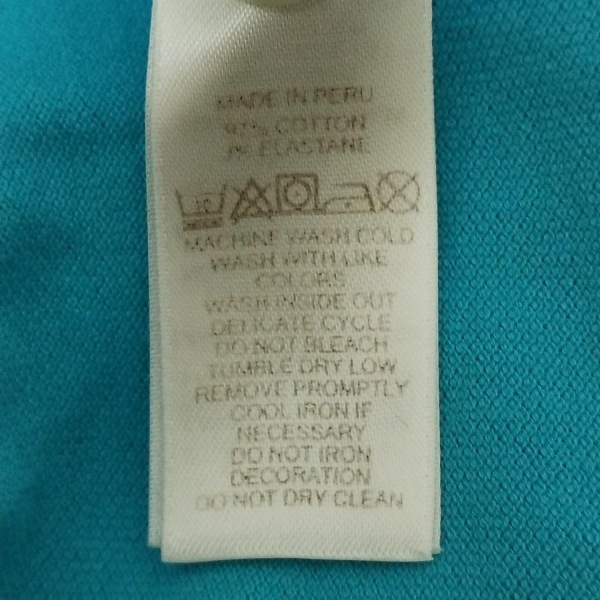 MADE IN PERU
97% COTTON
3% ELASTANE
MACHINE WASH COLD
WASH WITH LIKE
COLORS
WASH INSIDE OUT
DELICATE CYCLE
DO NOT BLEACH
TUMBLE DRY LOW
REMOVE PROMPTLY
COOL IRON IF
NECESSARY
DO NOT IRON
DECORATION
DO NOT DRY CLEAN